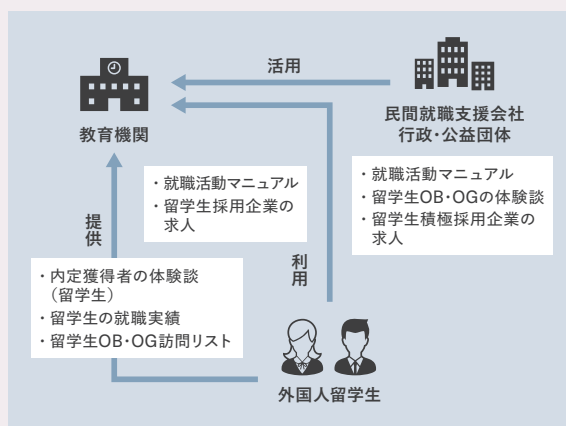 活用
教育機関
民間就職支援会社
行政・公益団体
・就職活動マニュアル
・留学生採用企業の
求人
・就職活動マニュアル
・留学生OB・OGの体験談
・留学生積極採用企業の
求人
提供
利用
・内定獲得者の体験談
（留学生）
・留学生の就職実績
・留学生OB・OG訪問リスト
外国人留学生